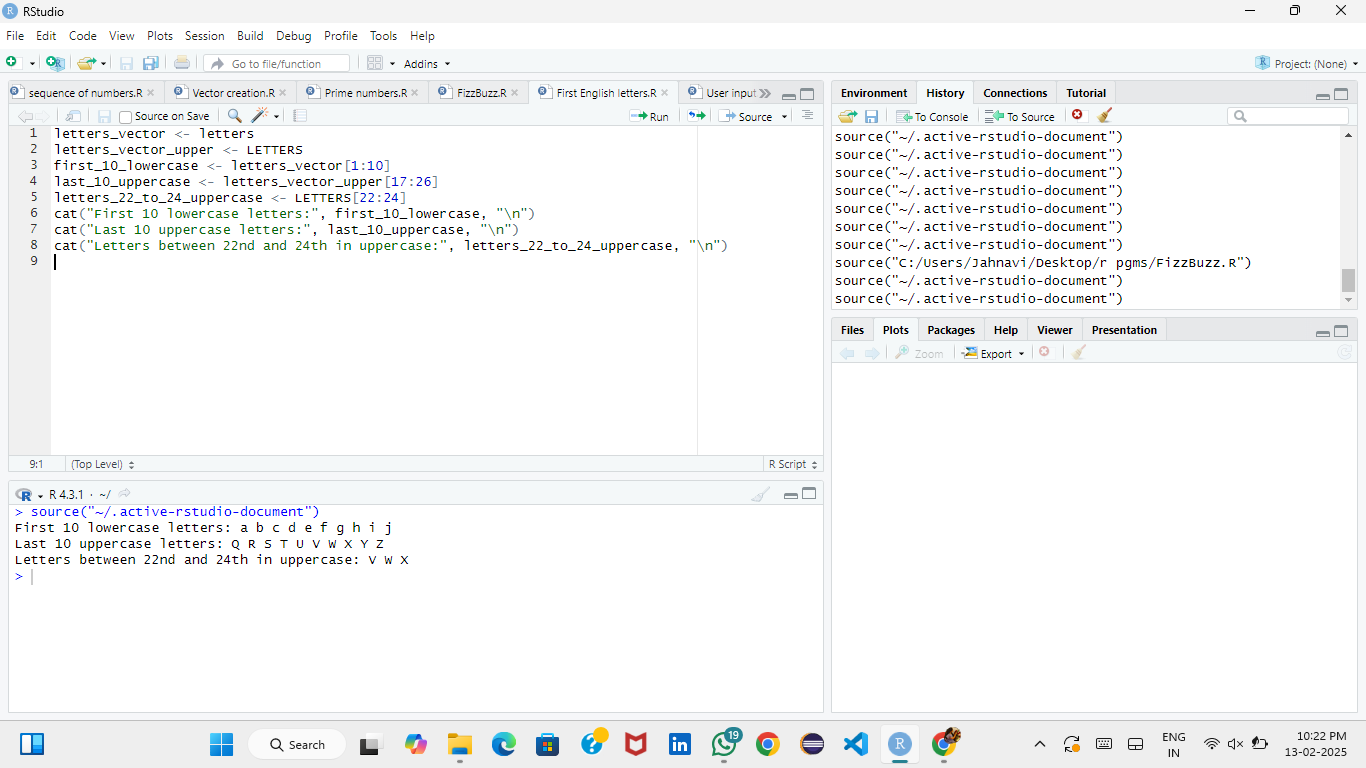 RStudio
File Edit Code View Plots Session Build Debug Profile Tools Help
Go to file/function Addins Project: (None)
sequence of numbers.R Vector creation.R Prime numbers.R FizzBuzz.R First English letters.R User input
Source on Save Run Source
1 letters_vector <- letters
2 letters_vector_upper <- LETTERS
3 first_10_lowercase <- letters_vector[1:10]
4 last_10_uppercase <- letters_vector_upper[17:26]
5 letters_22_to_24_uppercase <- LETTERS[22:24]
6 cat("First 10 lowercase letters:", first_10_lowercase, "\n")
7 cat("Last 10 uppercase letters:", last_10_uppercase, "\n")
8 cat("Letters between 22nd and 24th in uppercase:", letters_22_to_24_uppercase, "\n")
9
9:1 (Top Level) R Script
R 4.3.1 · ~/
> source("~/.active-rstudio-document")
First 10 lowercase letters: a b c d e f g h i j
Last 10 uppercase letters: Q R S T U V W X Y Z
Letters between 22nd and 24th in uppercase: V W X
>
Environment History Connections Tutorial
To Console To Source
source("~/.active-rstudio-document")
source("~/.active-rstudio-document")
source("~/.active-rstudio-document")
source("~/.active-rstudio-document")
source("~/.active-rstudio-document")
source("~/.active-rstudio-document")
source("~/.active-rstudio-document")
source("C:/Users/Jahnavi/Desktop/r pgms/FizzBuzz.R")
source("~/.active-rstudio-document")
source("~/.active-rstudio-document")
Files Plots Packages Help Viewer Presentation
Zoom Export
Search 19 ENG 10:22 PM
IN 13-02-2025